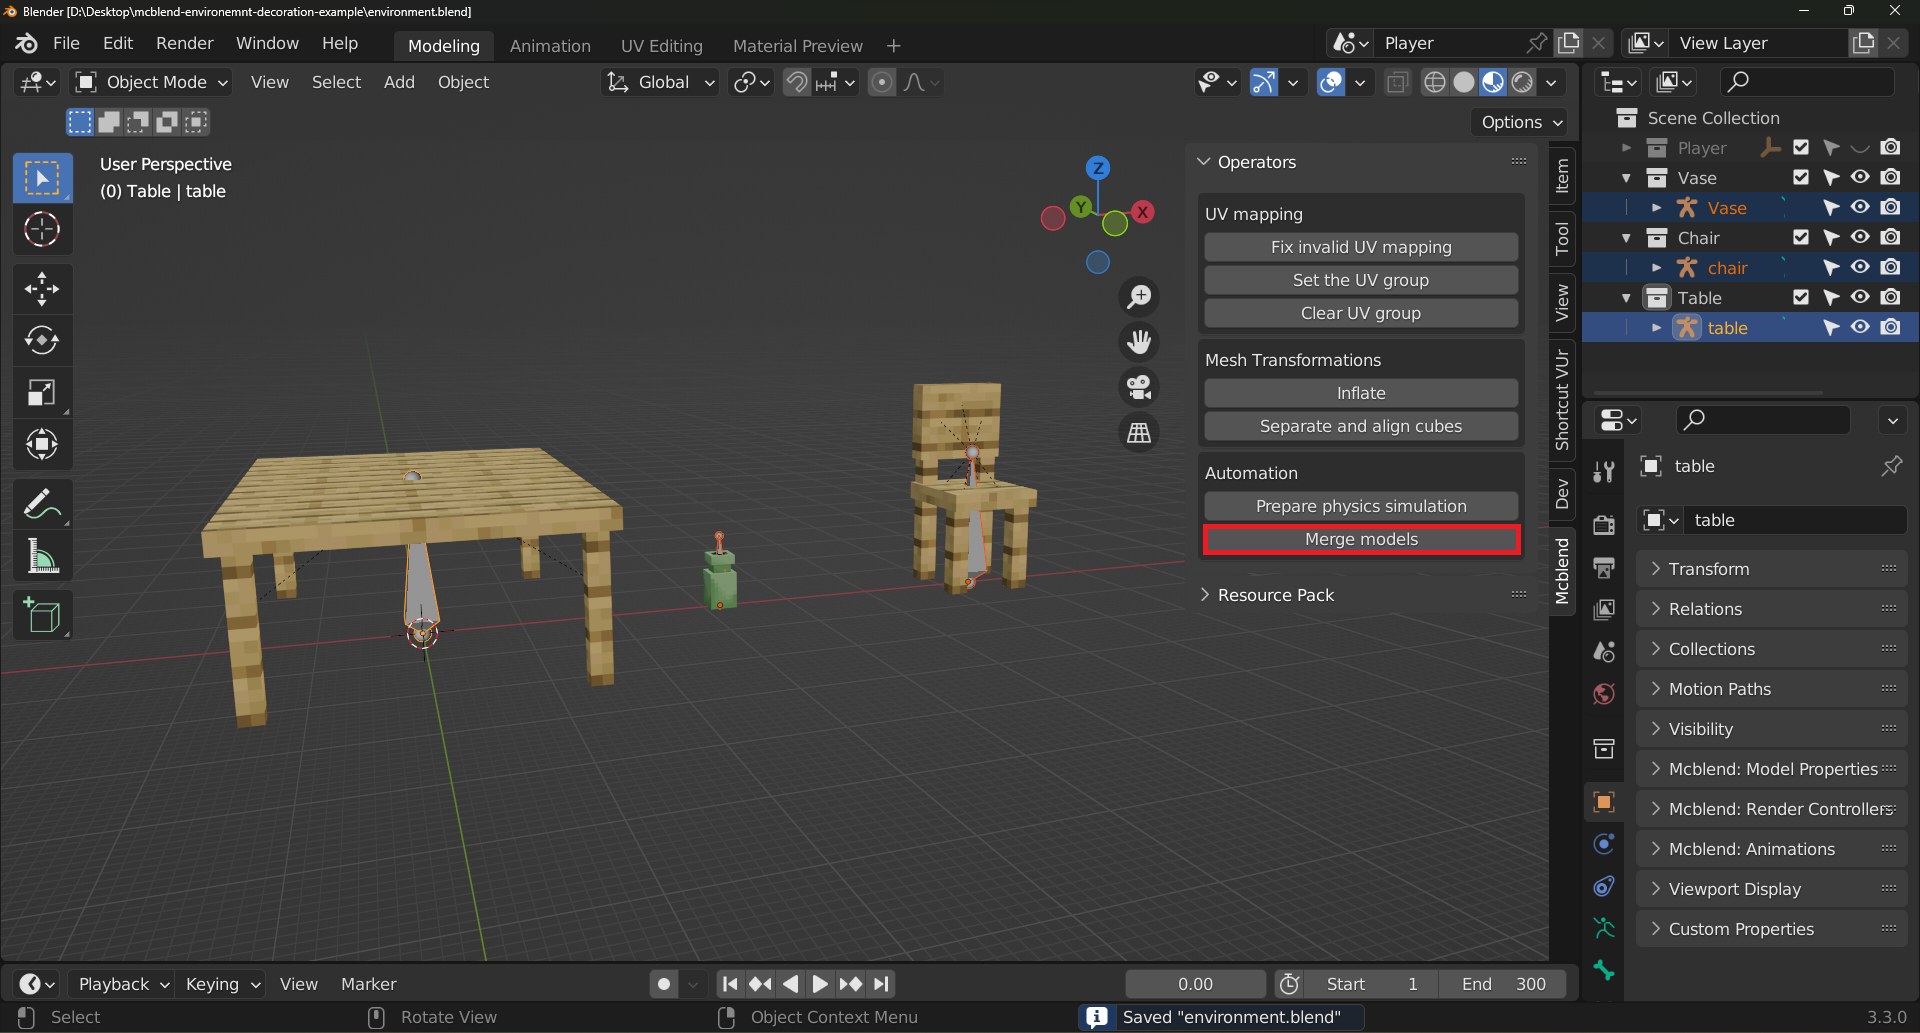 Blender [D:\Desktop\mcblend-environemnt-decoration-example\environment.blend]
File Edit Render Window Help Modeling Animation UV Editing Material Preview + Player View Layer
Object Mode View Select Add Object Global
Options
User Perspective
(0) Table | table
Z
Y
X
Operators
UV mapping
Fix invalid UV mapping
Set the UV group
Clear UV group
Mesh Transformations
Inflate
Separate and align cubes
Automation
Prepare physics simulation
Merge models
Resource Pack
Item
Tool
View
Shortcut VUr
Dev
Mcblend
Scene Collection
Player
Vase
Vase
Chair
chair
Table
table
table
table
Transform
Relations
Collections
Motion Paths
Visibility
Mcblend: Model Properties
Mcblend: Render Controllers
Mcblend: Animations
Viewport Display
Custom Properties
Playback Keying View Marker 0.00 Start 1 End 300
Select Rotate View Object Context Menu Saved "environment.blend" 3.3.0